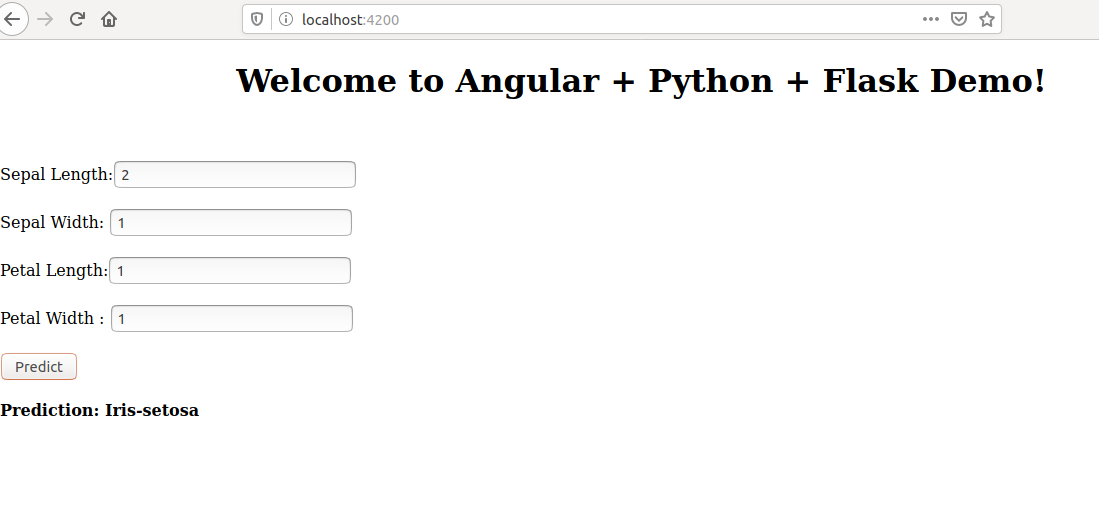 localhost:4200
Welcome to Angular + Python + Flask Demo!
Sepal Length: 2
Sepal Width: 1
Petal Length: 1
Petal Width : 1
Predict
Prediction: Iris-setosa